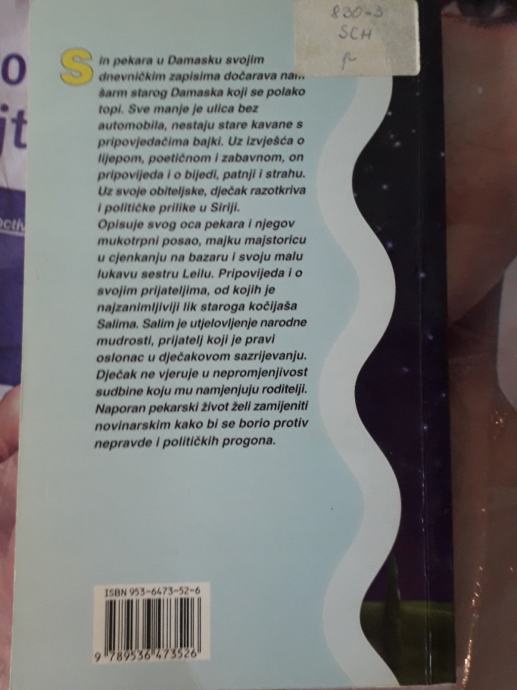 830-3
SCH
o
jt
Sin pekara u Damasku svojim
dnevničkim zapisima dočarava nam
šarm starog Damaska koji se polako
topi. Sve manje je ulica bez
automobila, nestaju stare kavane s
pripovjedačima bajki. Uz izvješća o
lijepom, poetičnom i zabavnom, on
pripovijeda i o bijedi, patnji i strahu.
Uz svoje obiteljske, dječak razotkriva
i političke prilike u Siriji.
Opisuje svog oca pekara i njegov
mukotrpni posao, majku majstoricu
u cjenkanju na bazaru i svoju malu
lukavu sestru Leilu. Pripovijeda i o
svojim prijateljima, od kojih je
najzanimljiviji lik staroga kočijaša
Salima. Salim je utjelovljenje narodne
mudrosti, prijatelj koji je pravi
oslonac u dječakovom sazrijevanju.
Dječak ne vjeruje u nepromjenjivost
sudbine koju mu namjenjuju roditelji.
Naporan pekarski život želi zamijeniti
novinarskim kako bi se borio protiv
nepravde i političkih progona.
ISBN 953-6473-52-6
9 789536 473526